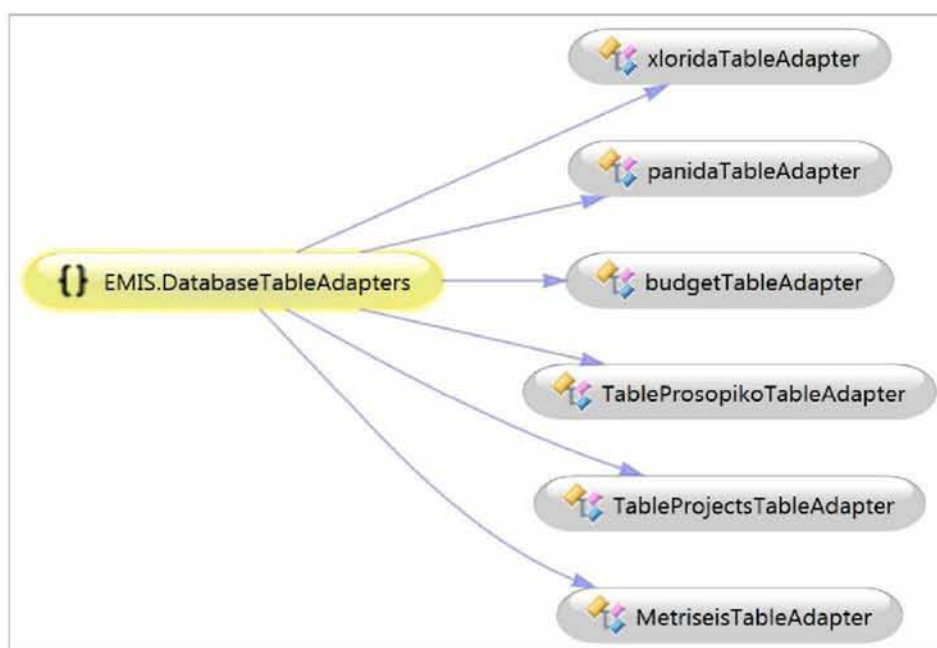 xloridaTableAdapter
panidaTableAdapter
{} EMIS.DatabaseTableAdapters
budgetTableAdapter
TableProsopikoTableAdapter
TableProjectsTableAdapter
MetriseisTableAdapter